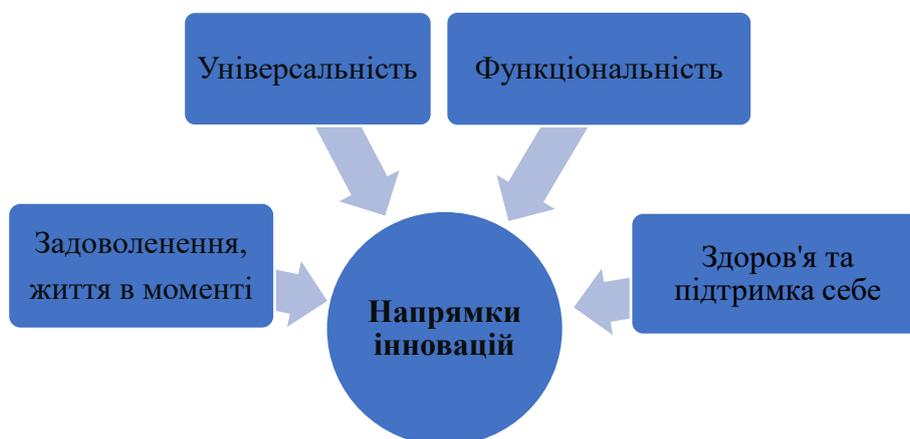 Універсальність
Функціональність
Задоволенення,
життя в моменті
Здоров'я та
підтримка себе
Напрямки
інновацій